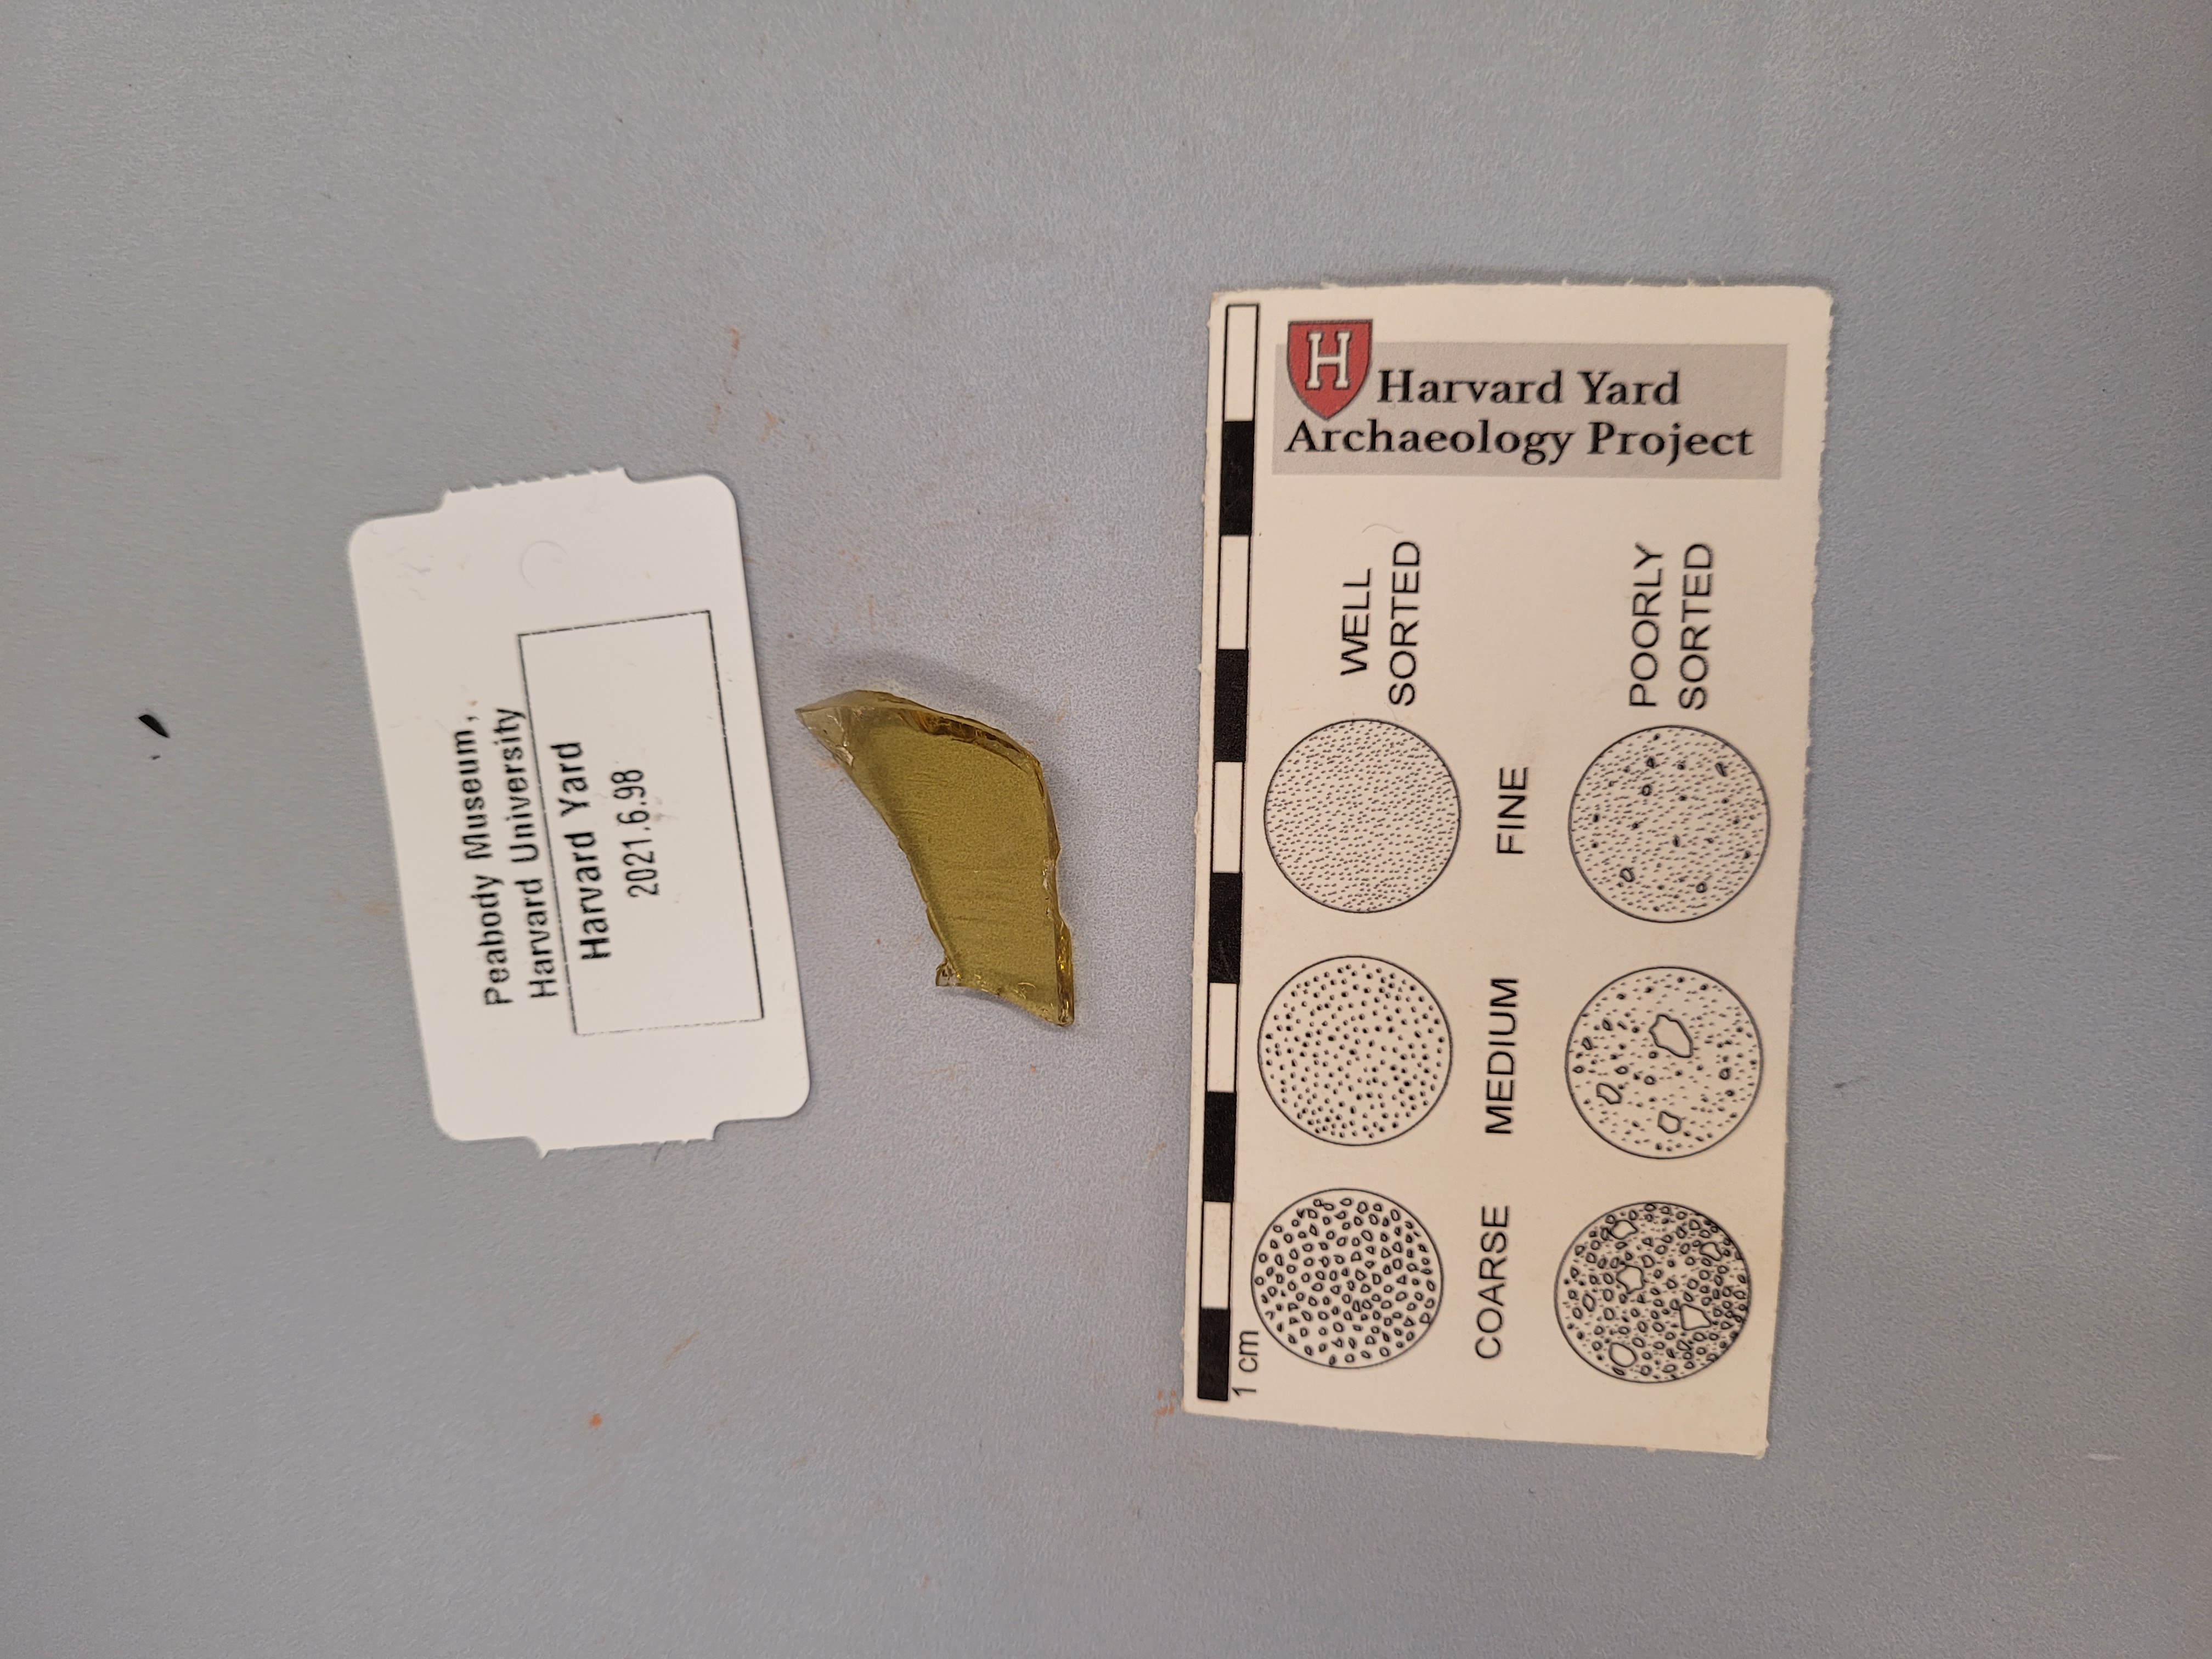 Peabody Museum,
Harvard University
Harvard Yard
2021.6.98
H
Harvard Yard
Archaeology Project
WELL
SORTED
POORLY
SORTED
FINE
MEDIUM
COARSE
1 cm